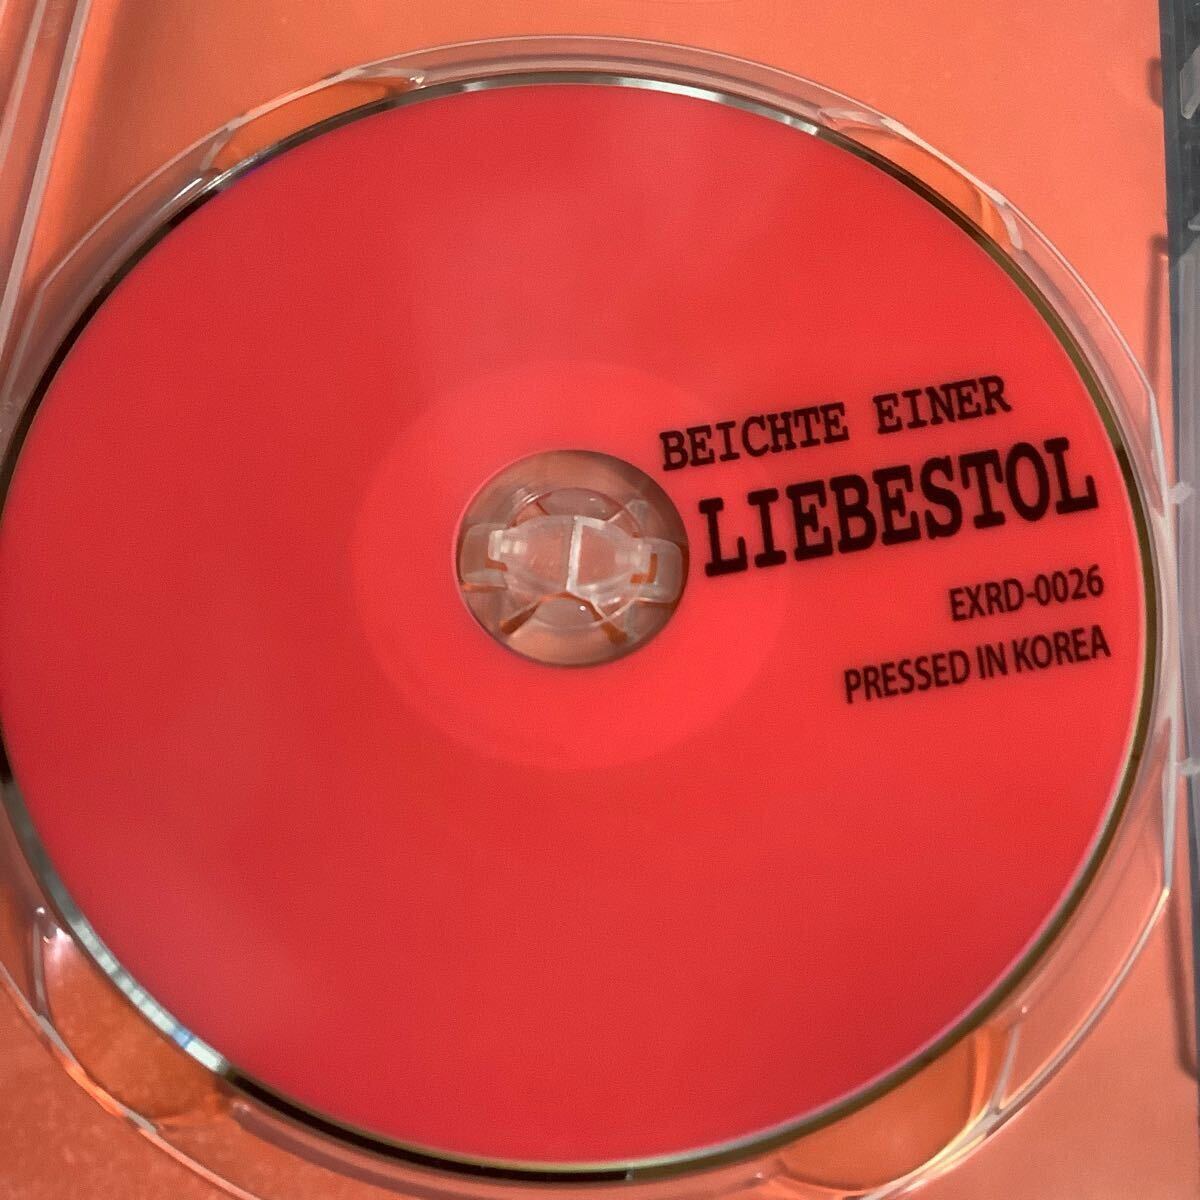 BEICHTE EINER
LIEBESTOL
EXRD-0026
PRESSED IN KOREA